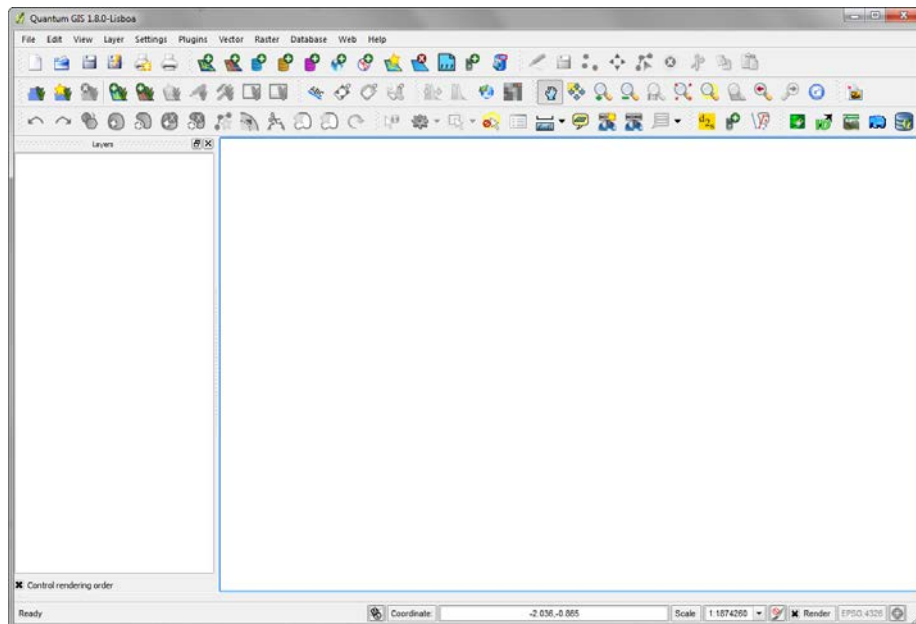 Quantum GIS 1.8.0-Lisboa
File Edit View Layer Settings Plugins Vector Raster Database Web Help
Layers
Control rendering order
Ready Coordinate: -2.036,-0.865 Scale 1:1874260 Render EPSG:4326